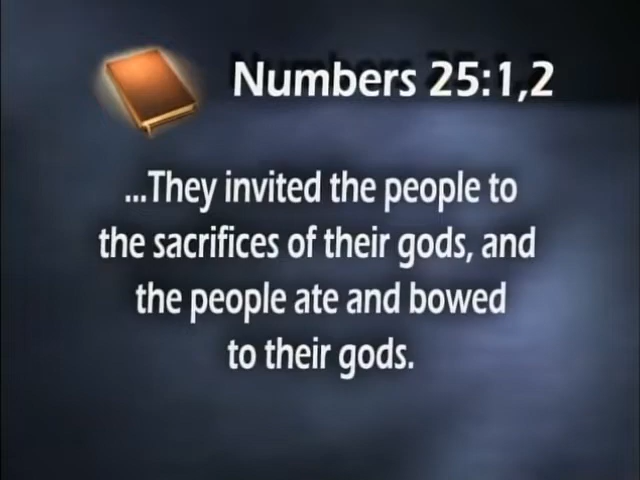 Numbers 25:1,2
...They invited the people to
the sacrifices of their gods, and
the people ate and bowed
to their gods.